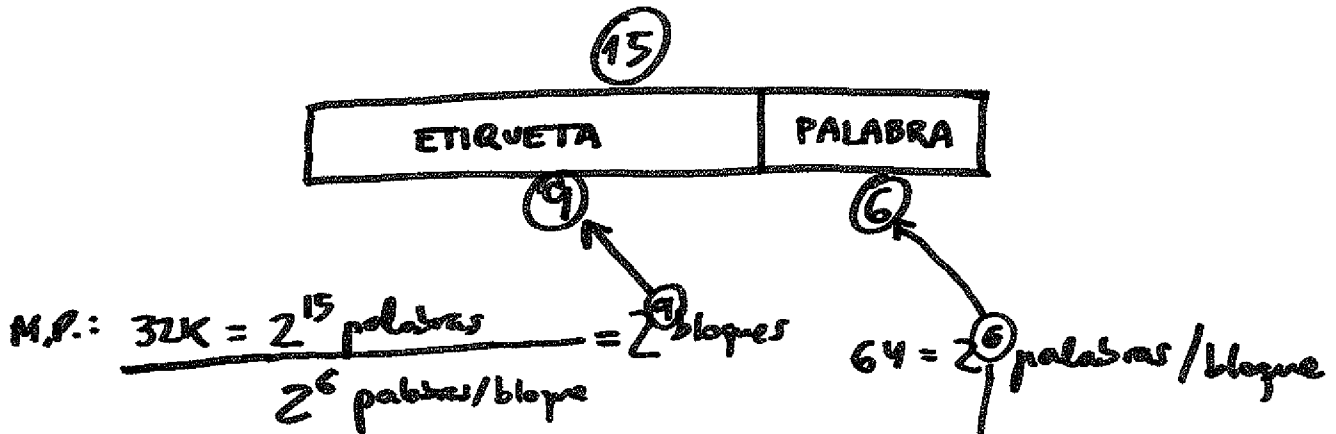 15
ETIQUETA PALABRA
9 6
M.P.: 32K = 2^15 palabras / 2^6 palabras/bloque = 2^9 bloques
64 = 2^6 palabras/bloque